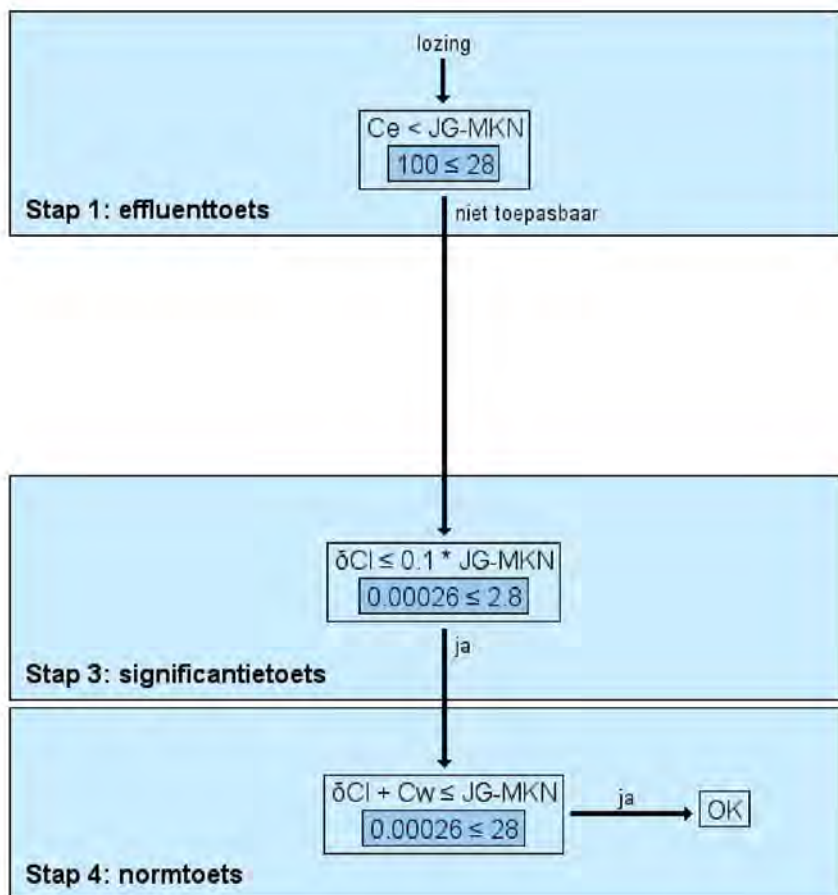 lozing
Ce < JG-MKN
100 ≤ 28
Stap 1: effluenttoets
niet toepasbaar
δCl ≤ 0.1 * JG-MKN
0.00026 ≤ 2.8
ja
Stap 3: significantietoets
δCl + Cw ≤ JG-MKN
0.00026 ≤ 28
ja
OK
Stap 4: normtoets